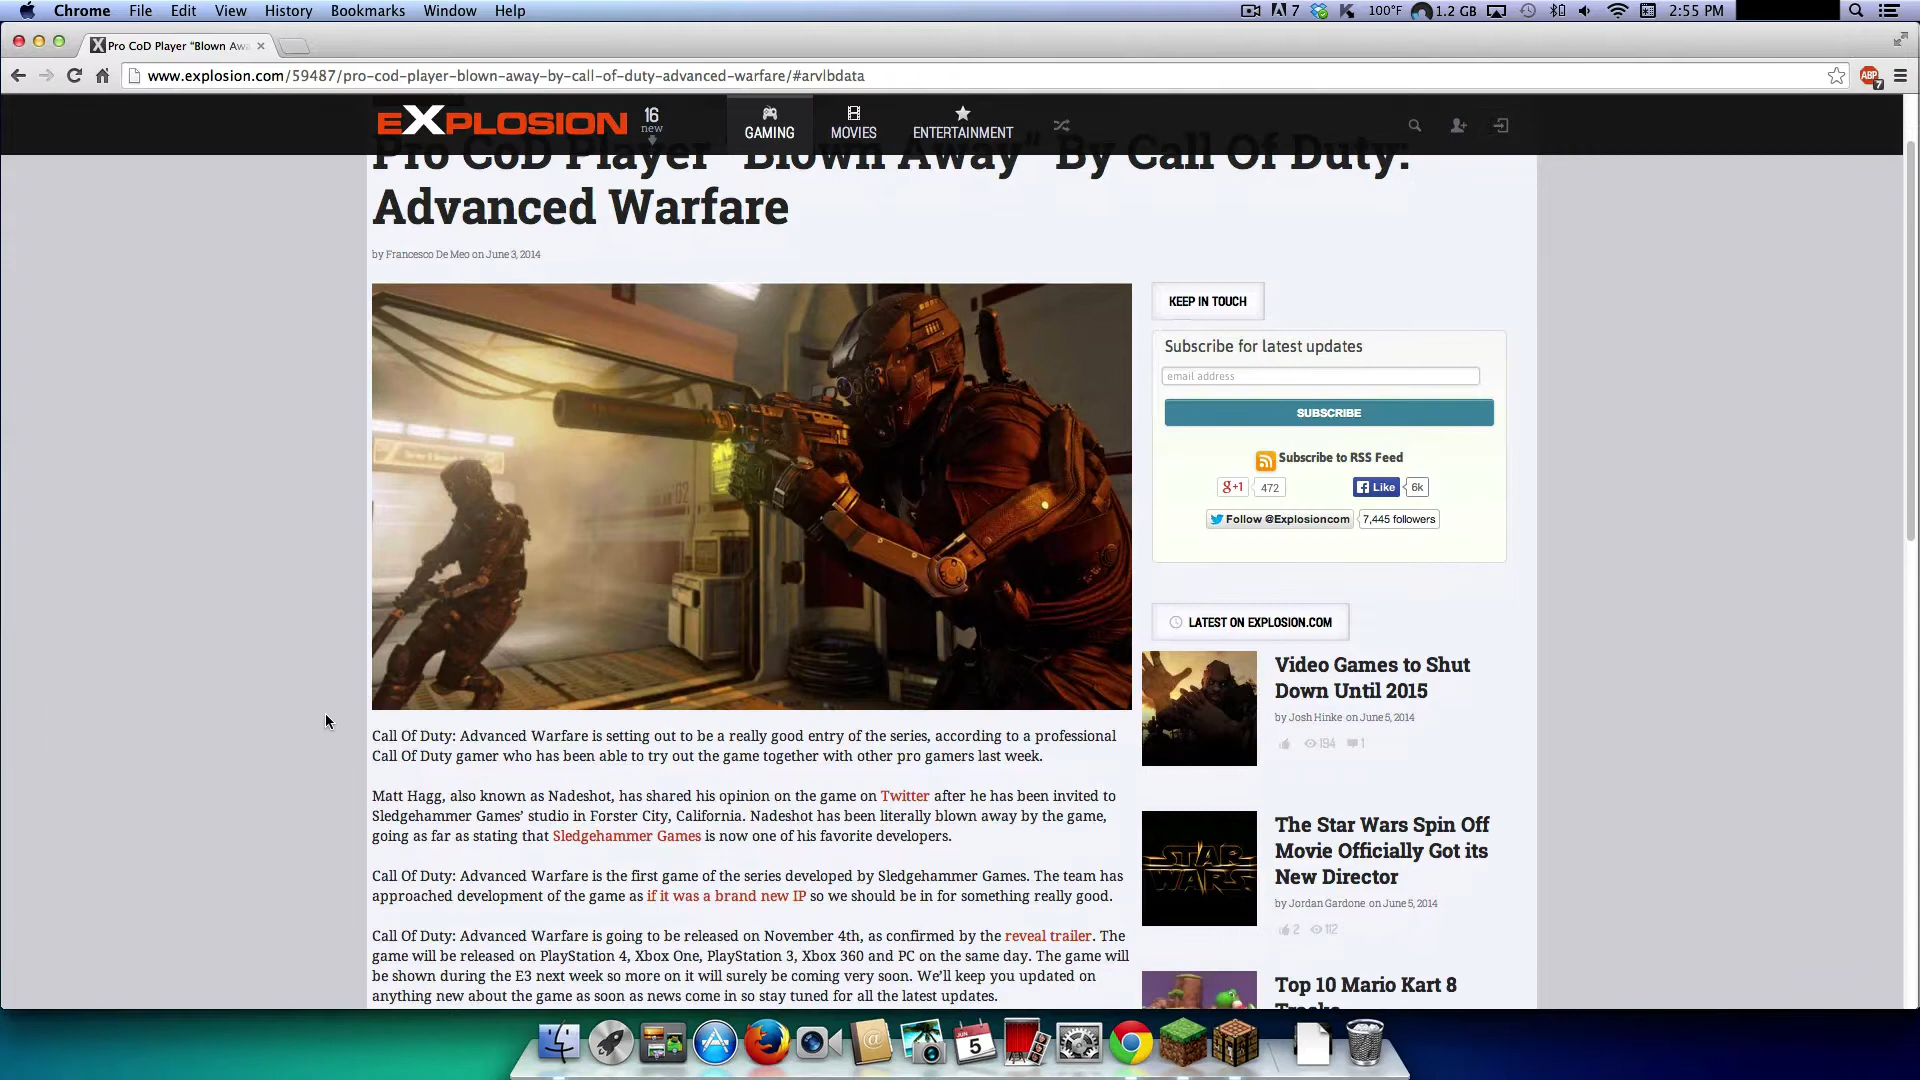 Chrome File Edit View History Bookmarks Window Help
7 100°F 1.2 GB 2:55 PM
Pro CoD Player “Blown Aw
www.explosion.com/59487/pro-cod-player-blown-away-by-call-of-duty-advanced-warfare/#arvlbdata
ABP 7
EXPLOSION
16
new
GAMING
MOVIES
ENTERTAINMENT
Pro CoD Player “Blown Away” By Call Of Duty:
Advanced Warfare
by Francesco De Meo on June 3, 2014
Call Of Duty: Advanced Warfare is setting out to be a really good entry of the series, according to a professional
Call Of Duty gamer who has been able to try out the game together with other pro gamers last week.
Matt Hagg, also known as Nadeshot, has shared his opinion on the game on Twitter after he has been invited to
Sledgehammer Games’ studio in Forster City, California. Nadeshot has been literally blown away by the game,
going as far as stating that Sledgehammer Games is now one of his favorite developers.
Call Of Duty: Advanced Warfare is the first game of the series developed by Sledgehammer Games. The team has
approached development of the game as if it was a brand new IP so we should be in for something really good.
Call Of Duty: Advanced Warfare is going to be released on November 4th, as confirmed by the reveal trailer. The
game will be released on PlayStation 4, Xbox One, PlayStation 3, Xbox 360 and PC on the same day. The game will
be shown during the E3 next week so more on it will surely be coming very soon. We’ll keep you updated on
anything new about the game as soon as news come in so stay tuned for all the latest updates.
KEEP IN TOUCH
Subscribe for latest updates
email address
SUBSCRIBE
Subscribe to RSS Feed
g+1 472
Like 6k
Follow @Explosioncom 7,445 followers
LATEST ON EXPLOSION.COM
Video Games to Shut
Down Until 2015
by Josh Hinke on June 5, 2014
194 1
STAR
WARS
The Star Wars Spin Off
Movie Officially Got its
New Director
by Jordan Gardone on June 5, 2014
2 112
Top 10 Mario Kart 8
Tracks
JUN
5